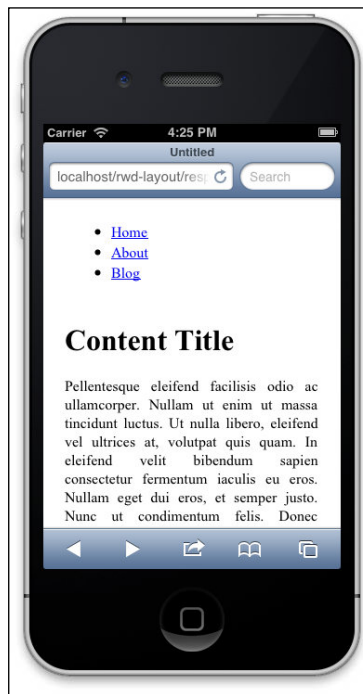 Carrier 4:25 PM
Untitled
localhost/rwd-layout/res Search
Home
About
Blog
Content Title
Pellentesque eleifend facilisis odio ac
ullamcorper. Nullam ut enim ut massa
tincidunt luctus. Ut nulla libero, eleifend
vel ultrices at, volutpat quis quam. In
eleifend velit bibendum sapien
consectetur fermentum iaculis eu eros.
Nullam eget dui eros, et semper justo.
Nunc ut condimentum felis. Donec